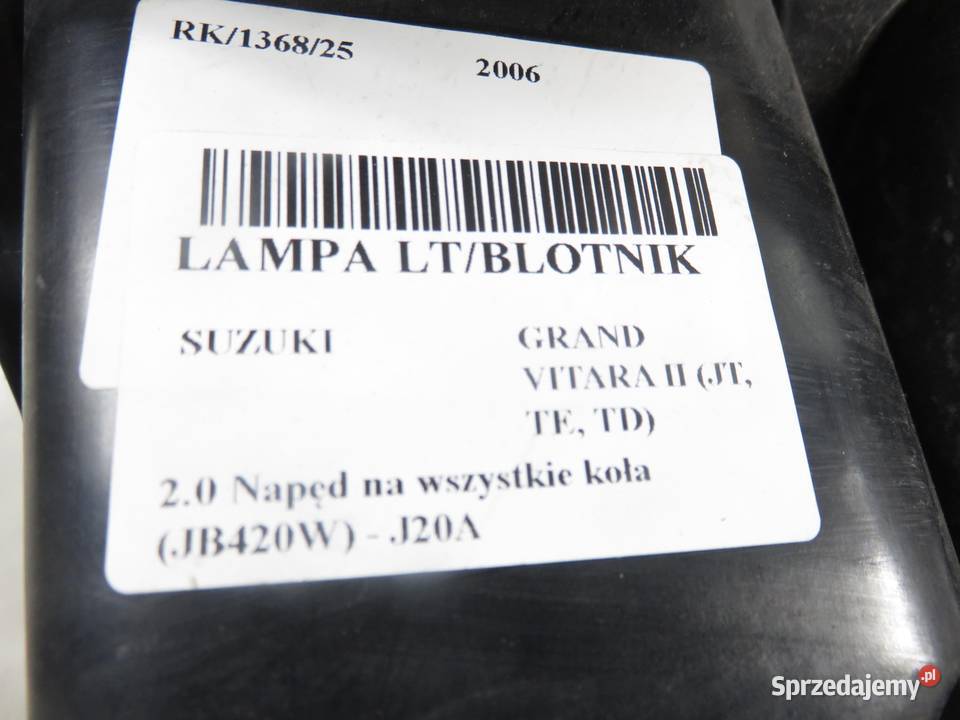 RK/1368/25 2006
LAMPA LT/BLOTNIK
SUZUKI GRAND
VITARA II (JT,
TE, TD)
2.0 Napęd na wszystkie koła
(JB420W) - J20A
Sprzedajemy.pl